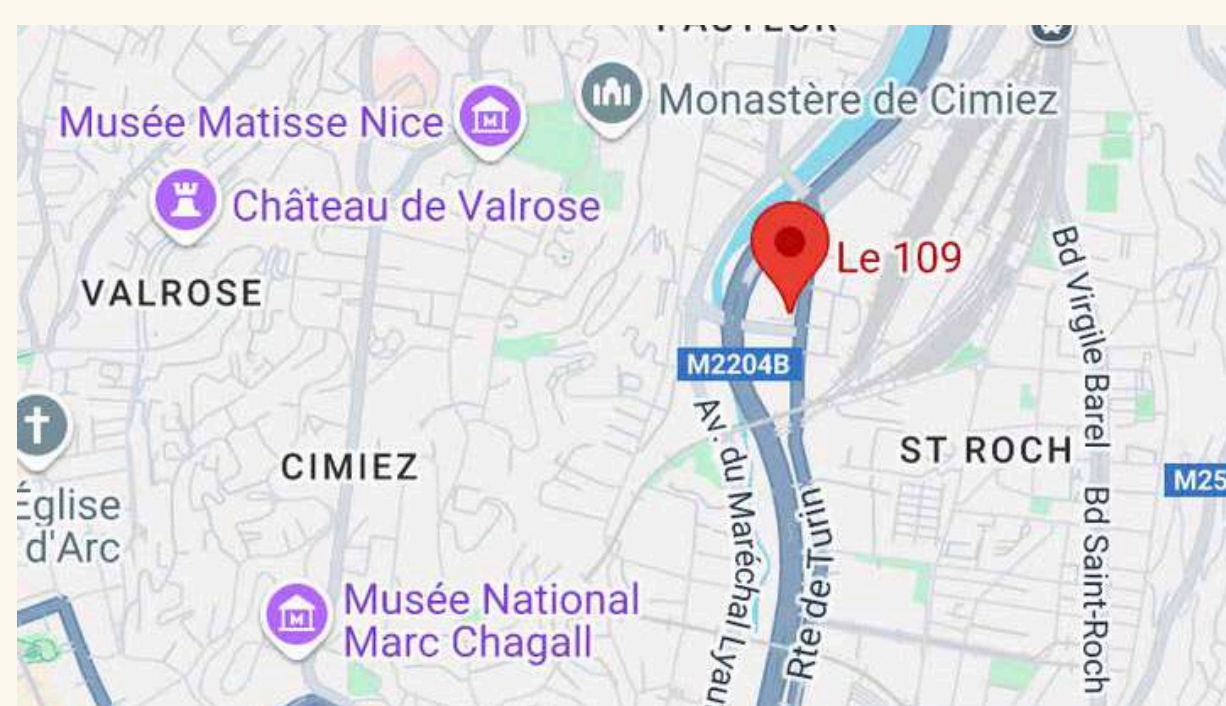 PASTEUR
Musée Matisse Nice
Monastère de Cimiez
Château de Valrose
Le 109
VALROSE
Bd Virgile Barel
M2204B
Av. du Maréchal Lyau
ST ROCH
CIMIEZ
M25
Église
d'Arc
Rte de Turin
Bd Saint-Roch
Musée National
Marc Chagall